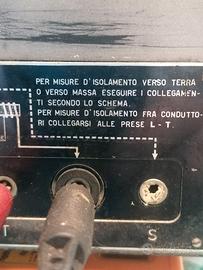 PER MISURE D'ISOLAMENTO VERSO TERRA
O VERSO MASSA ESEGUIRE I COLLEGAMEN-
TI SECONDO LO SCHEMA.
PER MISURE D'ISOLAMENTO FRA CONDUTTO-
RI COLLEGARSI ALLE PRESE L-T.
T
S